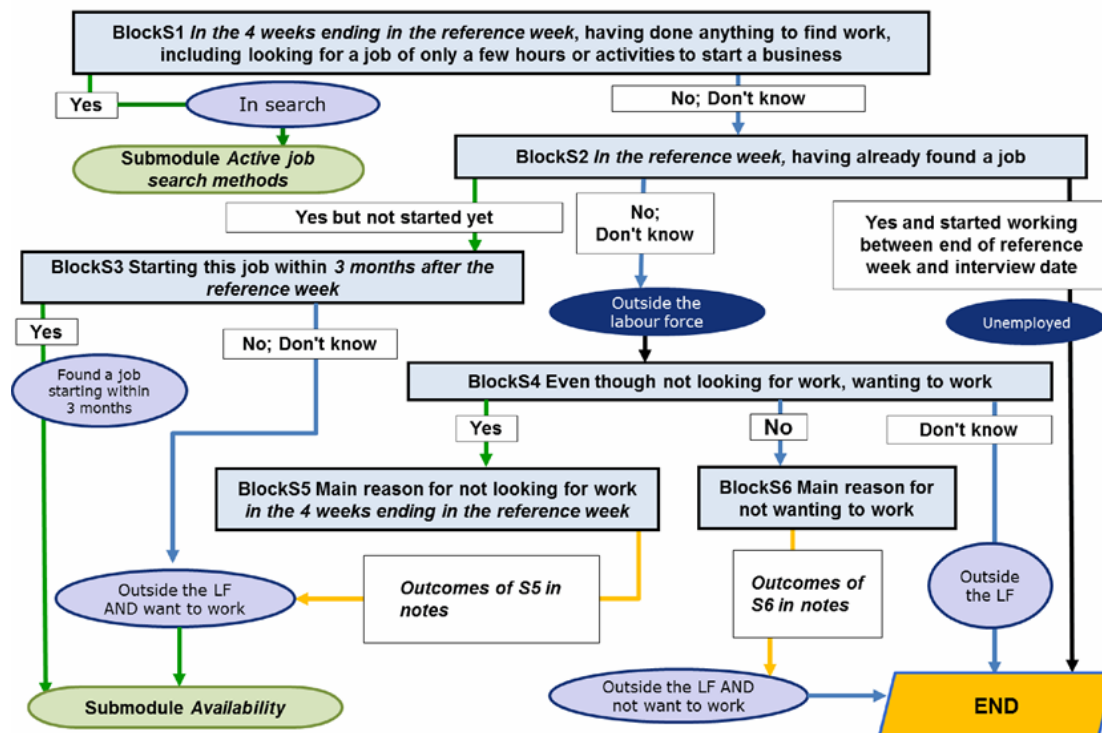 BlockS1 In the 4 weeks ending in the reference week, having done anything to find work,
including looking for a job of only a few hours or activities to start a business
Yes
In search
No; Don't know
Submodule Active job
search methods
BlockS2 In the reference week, having already found a job
Yes but not started yet
No;
Don't know
Yes and started working
between end of reference
week and interview date
BlockS3 Starting this job within 3 months after the
reference week
Outside the
labour force
Unemployed
Yes
No; Don't know
Found a job
starting within
3 months
BlockS4 Even though not looking for work, wanting to work
Yes
No
Don't know
BlockS5 Main reason for not looking for work
in the 4 weeks ending in the reference week
BlockS6 Main reason for
not wanting to work
Outside the LF
AND want to work
Outcomes of S5 in
notes
Outcomes of
S6 in notes
Outside
the LF
Submodule Availability
Outside the LF AND
not want to work
END